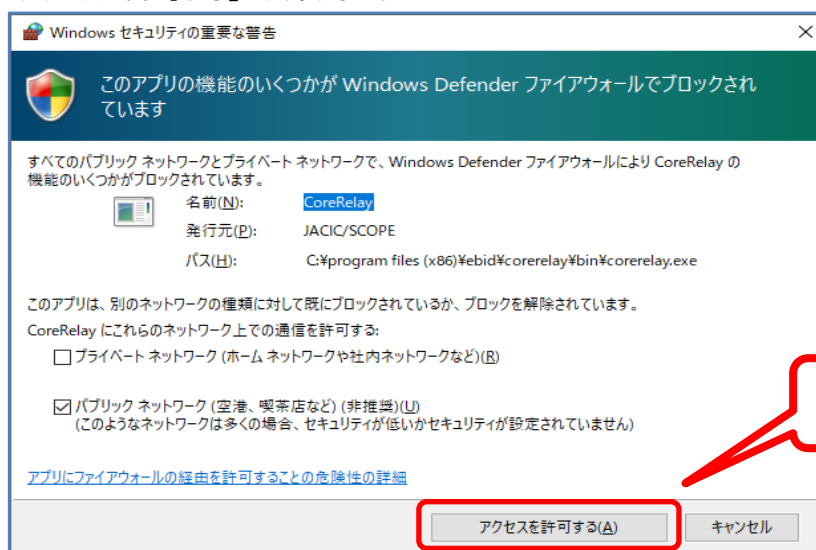 Windows セキュリティの重要な警告
このアプリの機能のいくつかが Windows Defender ファイアウォールでブロックされ
ています
すべてのパブリック ネットワークとプライベート ネットワークで、Windows Defender ファイアウォールにより CoreRelay の
機能のいくつかがブロックされています。
名前(N): CoreRelay
発行元(P): JACIC/SCOPE
パス(H): C:¥program files (x86)¥ebid¥corerelay¥bin¥corerelay.exe
このアプリは、別のネットワークの種類に対して既にブロックされているか、ブロックを解除されています。
CoreRelay にこれらのネットワーク上での通信を許可する:
プライベート ネットワーク (ホーム ネットワークや社内ネットワークなど)(R)
パブリック ネットワーク (空港、喫茶店など) (非推奨)(U)
(このようなネットワークは多くの場合、セキュリティが低いかセキュリティが設定されていません)
アプリにファイアウォールの経由を許可することの危険性の詳細
アクセスを許可する(A) キャンセル